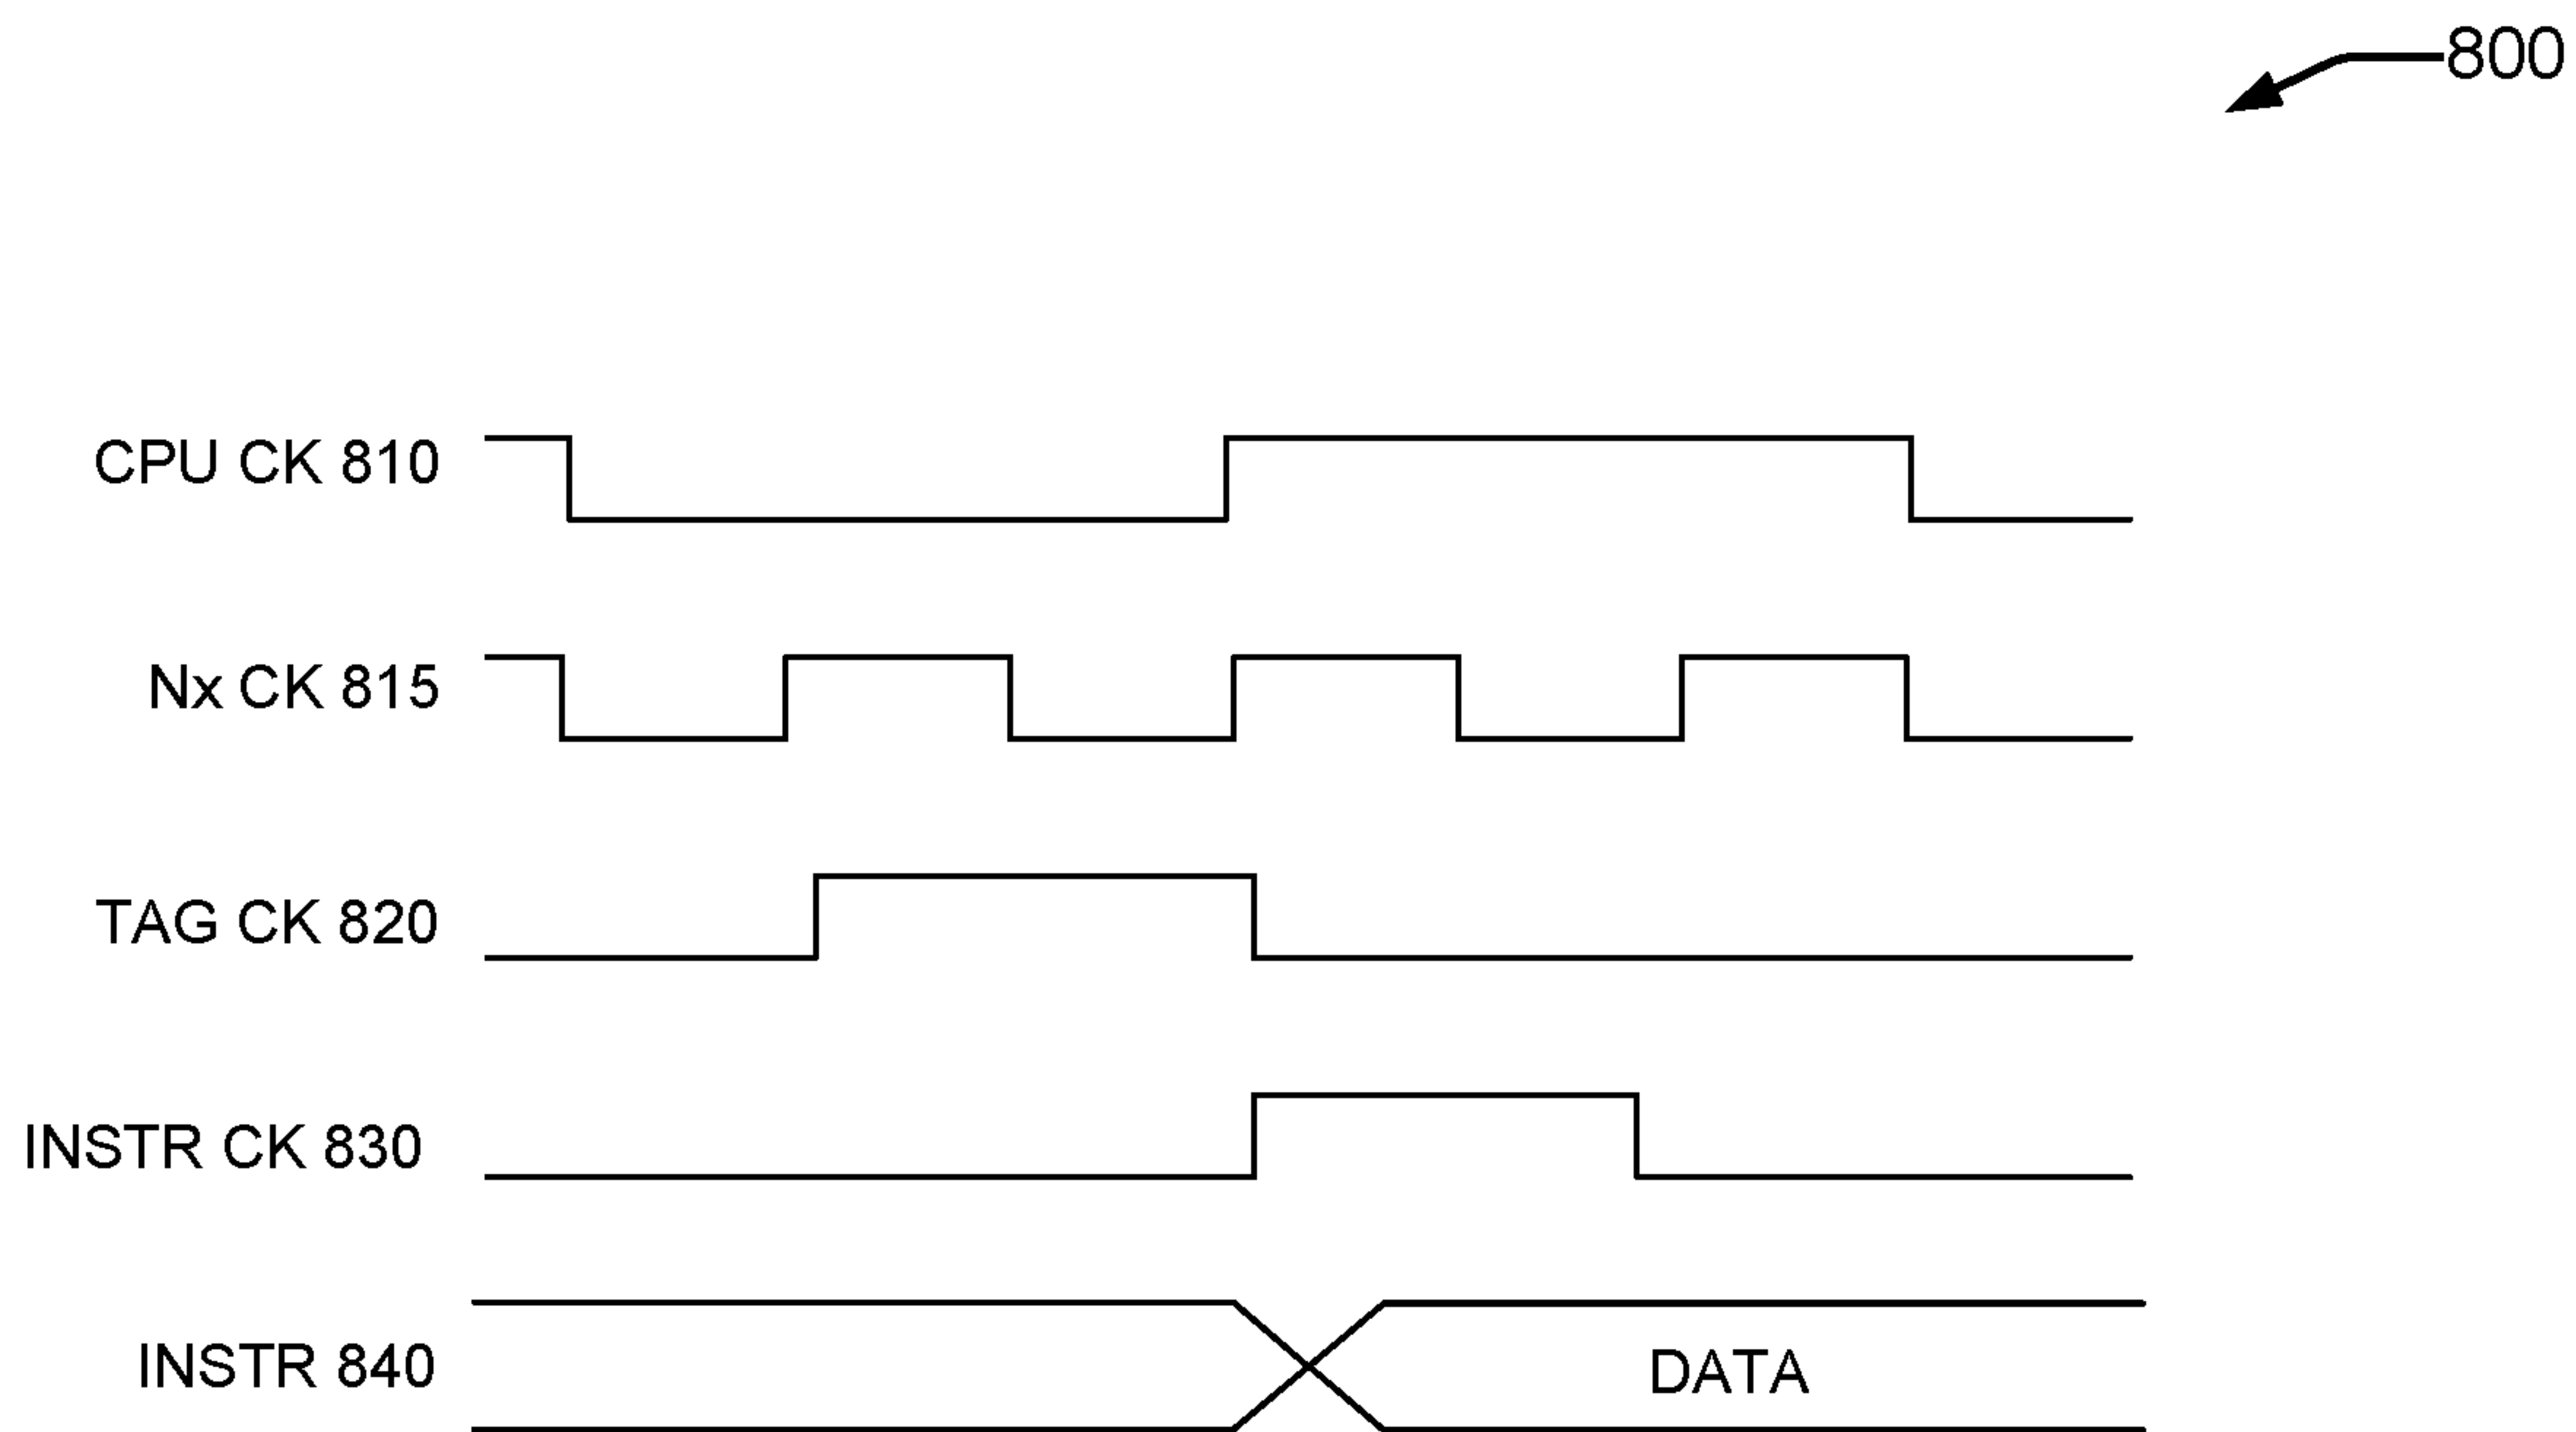 800
CPU CK 810
Nx CK 815
TAG CK 820
INSTR CK 830
INSTR 840
DATA